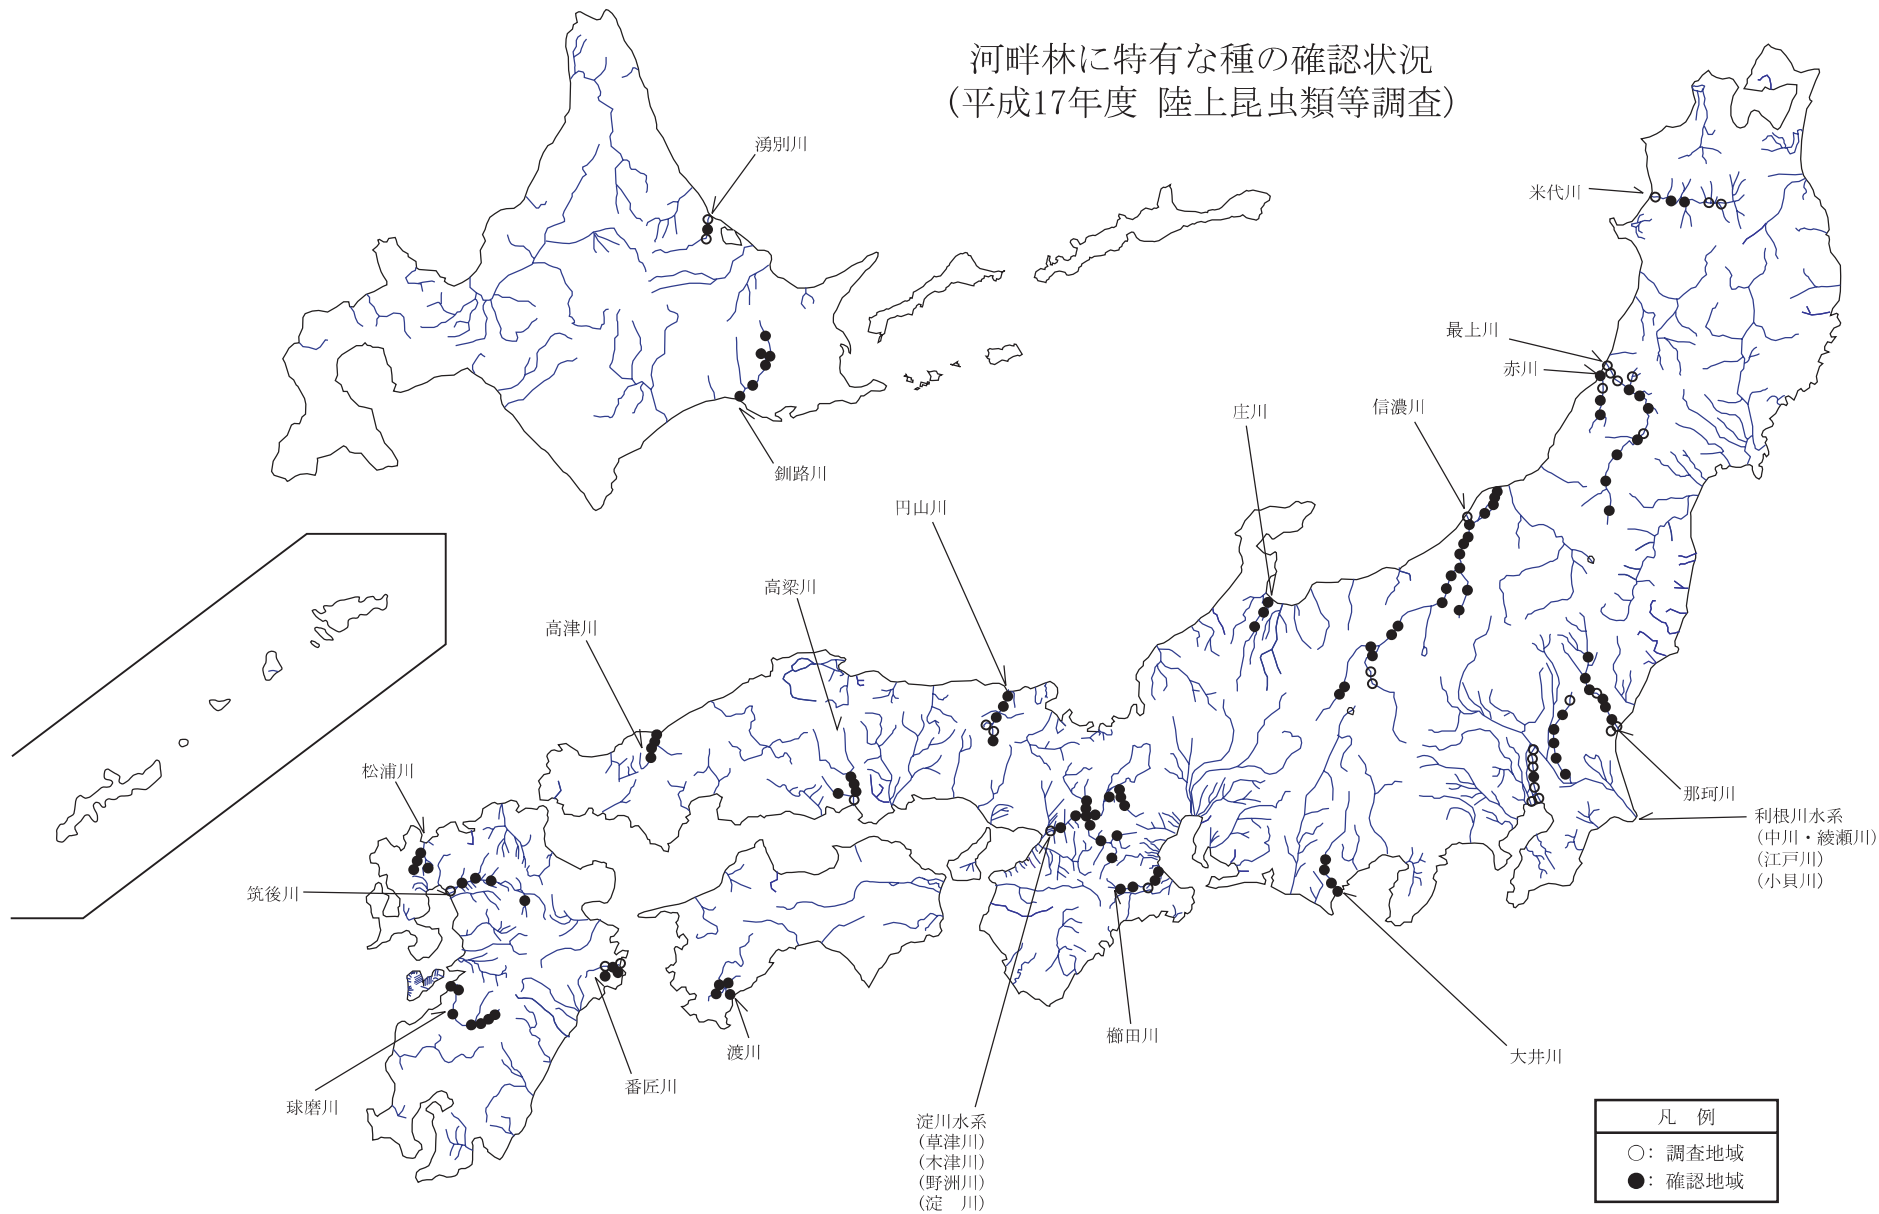 河畔林に特有な種の確認状況
(平成17年度 陸上昆虫類等調査)
湧別川
米代川
最上川
赤川
庄川
信濃川
釧路川
円山川
高梁川
高津川
松浦川
那珂川
利根川水系
(中川・綾瀬川)
(江戸川)
(小貝川)
筑後川
櫛田川
大井川
渡川
番匠川
球磨川
淀川水系
(草津川)
(木津川)
(野洲川)
(淀　川)
凡　例
○: 調査地域
●: 確認地域